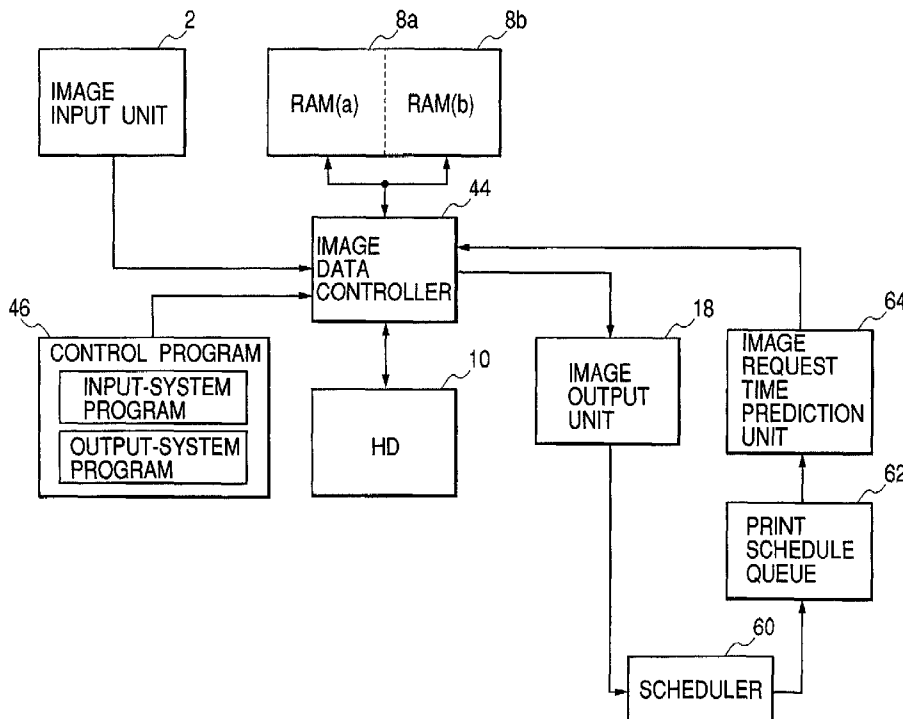 2
IMAGE
INPUT UNIT
8a
8b
RAM(a)
RAM(b)
44
IMAGE
DATA
CONTROLLER
46
CONTROL PROGRAM
INPUT-SYSTEM
PROGRAM
OUTPUT-SYSTEM
PROGRAM
10
HD
18
IMAGE
OUTPUT
UNIT
64
IMAGE
REQUEST
TIME
PREDICTION
UNIT
62
PRINT
SCHEDULE
QUEUE
60
SCHEDULER